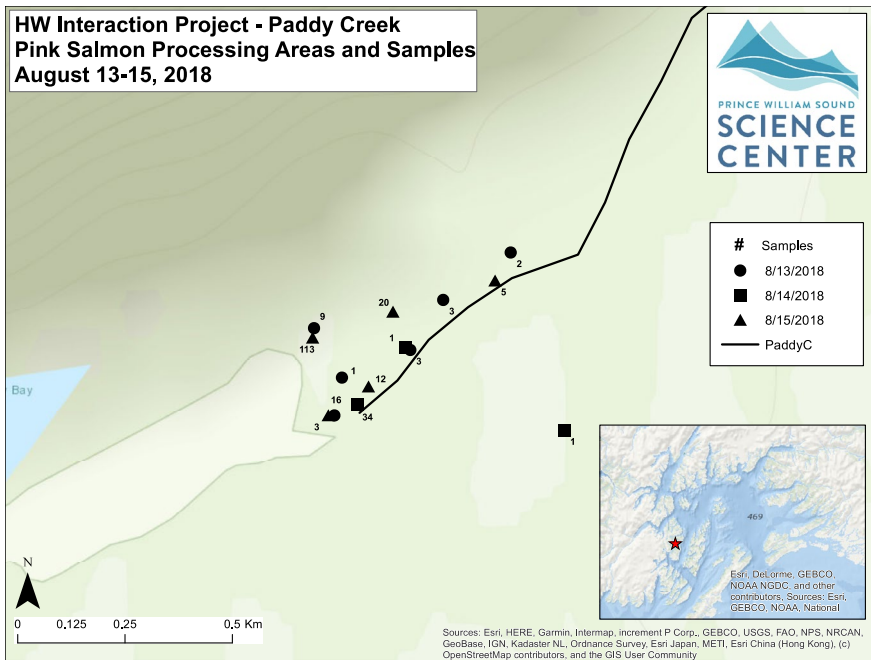 HW Interaction Project - Paddy Creek
Pink Salmon Processing Areas and Samples
August 13-15, 2018
PRINCE WILLIAM SOUND
SCIENCE
CENTER
# Samples
8/13/2018
8/14/2018
8/15/2018
PaddyC
2
5
3
20
9
113
1
3
1
12
16
34
3
1
Bay
469
Esri, DeLorme, GEBCO,
NOAA NGDC, and other
contributors, Sources: Esri,
GEBCO, NOAA, National
N
0 0.125 0.25 0.5 Km
Sources: Esri, HERE, Garmin, Intermap, increment P Corp., GEBCO, USGS, FAO, NPS, NRCAN,
GeoBase, IGN, Kadaster NL, Ordnance Survey, Esri Japan, METI, Esri China (Hong Kong), (c)
OpenStreetMap contributors, and the GIS User Community